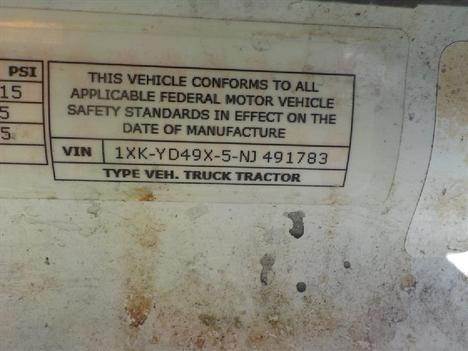 PSI
15
5
5
THIS VEHICLE CONFORMS TO ALL
APPLICABLE FEDERAL MOTOR VEHICLE
SAFETY STANDARDS IN EFFECT ON THE
DATE OF MANUFACTURE
VIN 1XK-YD49X-5-NJ 491783
TYPE VEH. TRUCK TRACTOR